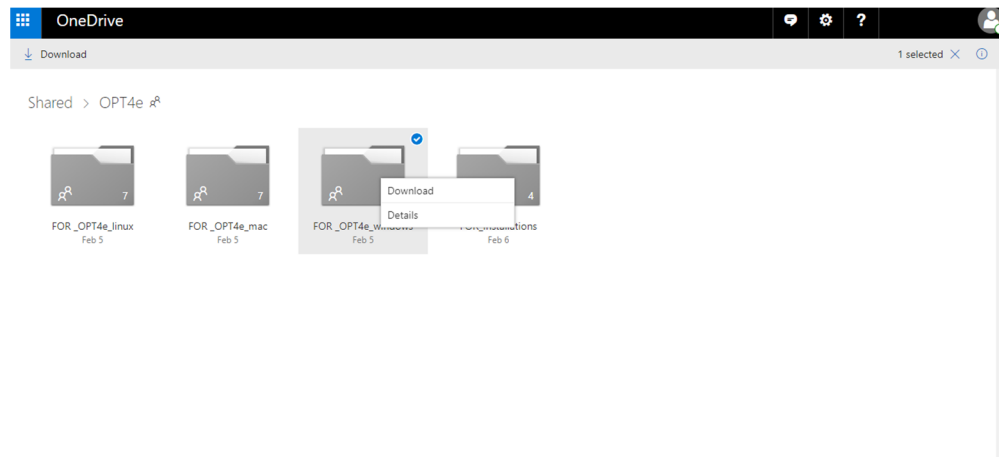 OneDrive
?
Download
1 selected
Shared > OPT4e
7
7
4
Download
Details
FOR _OPT4e_linux
FOR _OPT4e_mac
FOR _OPT4e_windows
FOR_Installations
Feb 5
Feb 5
Feb 5
Feb 6